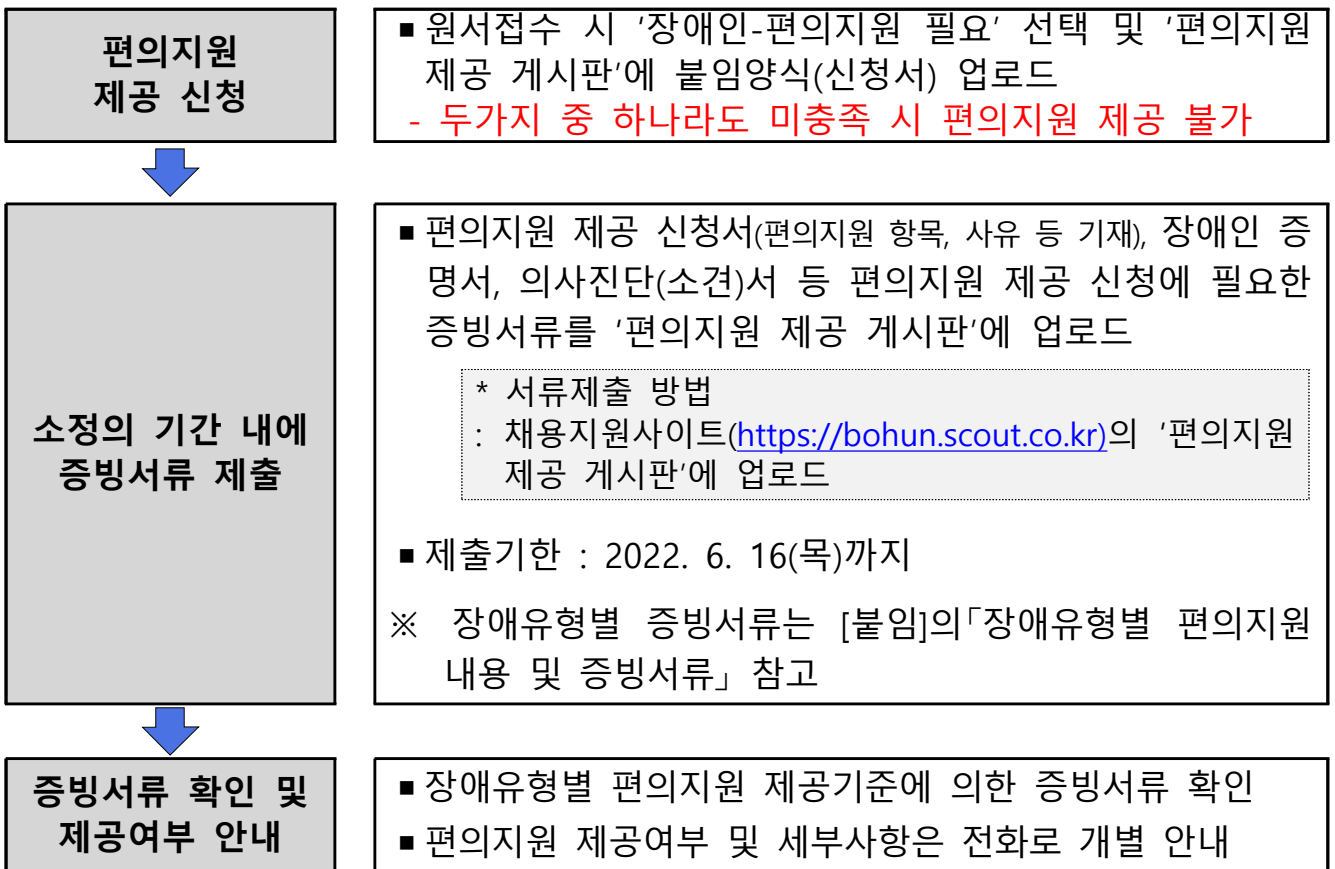 편의지원
제공 신청
▪ 원서접수 시 ‘장애인-편의지원 필요’ 선택 및 ‘편의지원
제공 게시판’에 붙임양식(신청서) 업로드
- 두가지 중 하나라도 미충족 시 편의지원 제공 불가
소정의 기간 내에
증빙서류 제출
▪ 편의지원 제공 신청서(편의지원 항목, 사유 등 기재), 장애인 증
명서, 의사진단(소견)서 등 편의지원 제공 신청에 필요한
증빙서류를 ‘편의지원 제공 게시판’에 업로드
* 서류제출 방법
: 채용지원사이트(https://bohun.scout.co.kr)의 ‘편의지원
제공 게시판’에 업로드
▪ 제출기한 : 2022. 6. 16(목)까지
※ 장애유형별 증빙서류는 [붙임]의「장애유형별 편의지원
내용 및 증빙서류」 참고
증빙서류 확인 및
제공여부 안내
▪ 장애유형별 편의지원 제공기준에 의한 증빙서류 확인
▪ 편의지원 제공여부 및 세부사항은 전화로 개별 안내